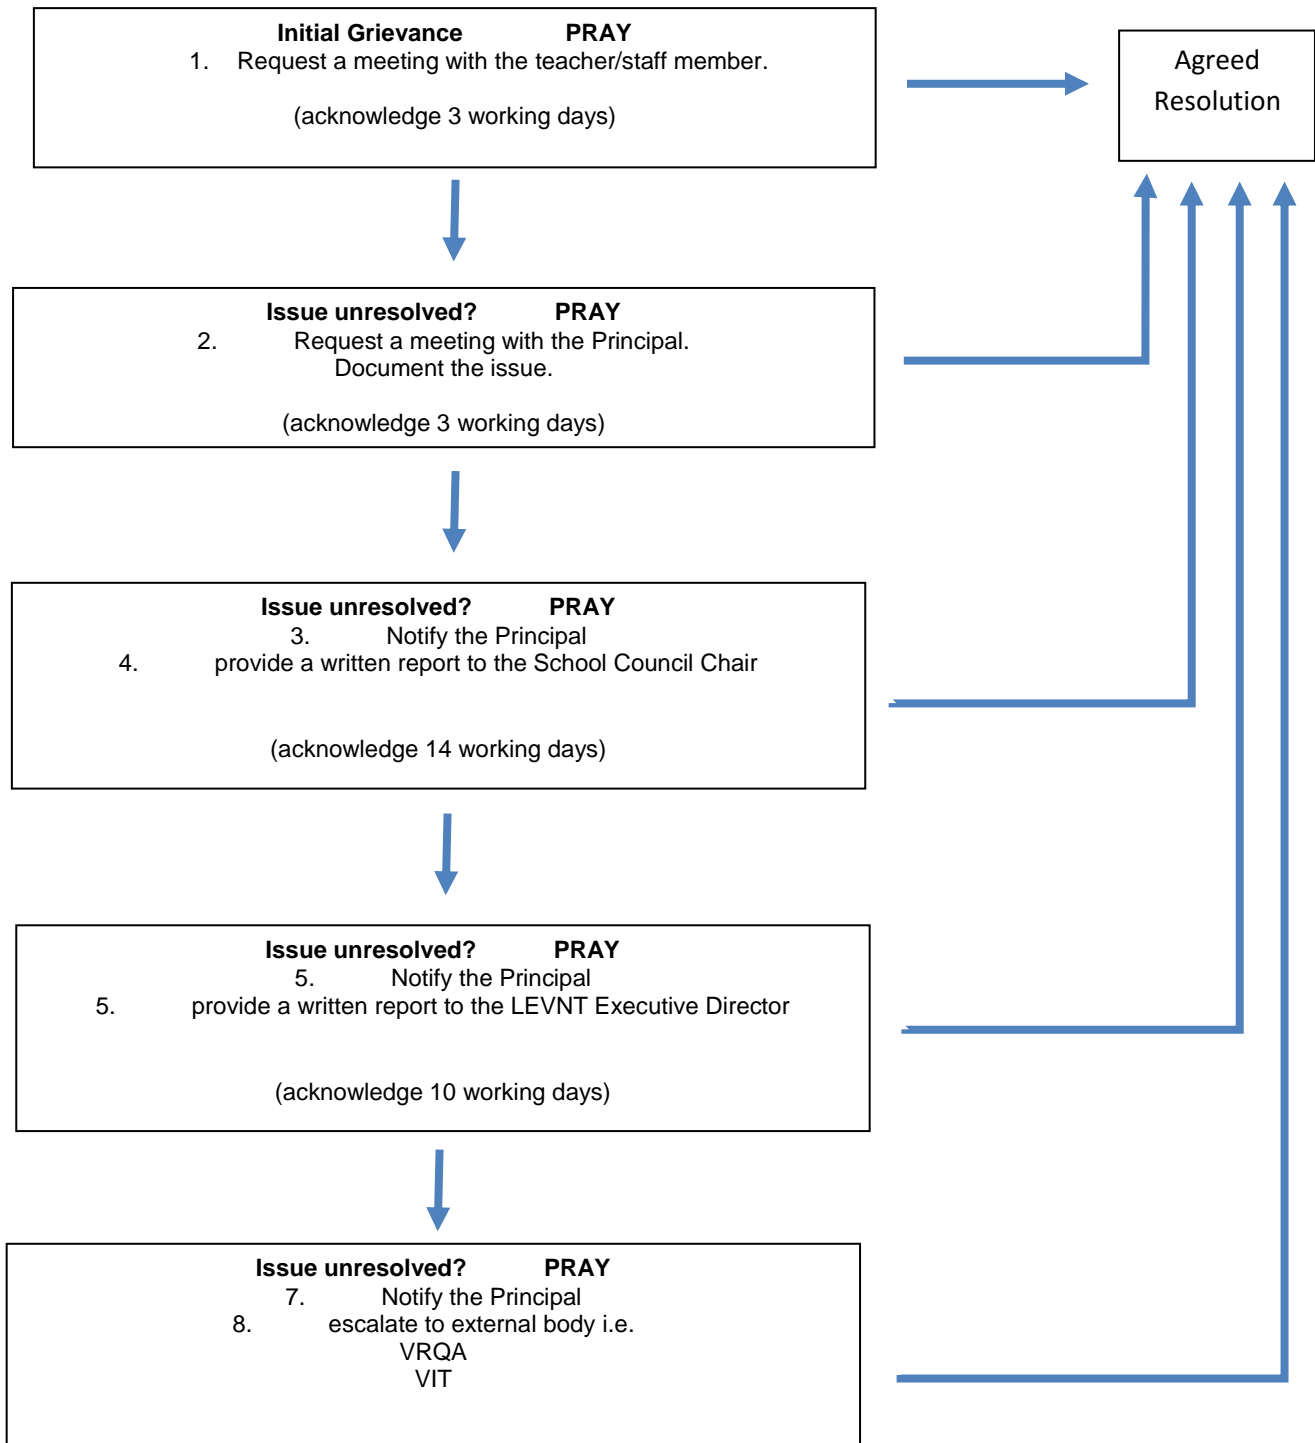 Initial Grievance PRAY
1. Request a meeting with the teacher/staff member.
(acknowledge 3 working days)
Agreed
Resolution
Issue unresolved? PRAY
2. Request a meeting with the Principal.
Document the issue.
(acknowledge 3 working days)
Issue unresolved? PRAY
3. Notify the Principal
4. provide a written report to the School Council Chair
(acknowledge 14 working days)
Issue unresolved? PRAY
5. Notify the Principal
5. provide a written report to the LEVNT Executive Director
(acknowledge 10 working days)
Issue unresolved? PRAY
7. Notify the Principal
8. escalate to external body i.e.
VRQA
VIT